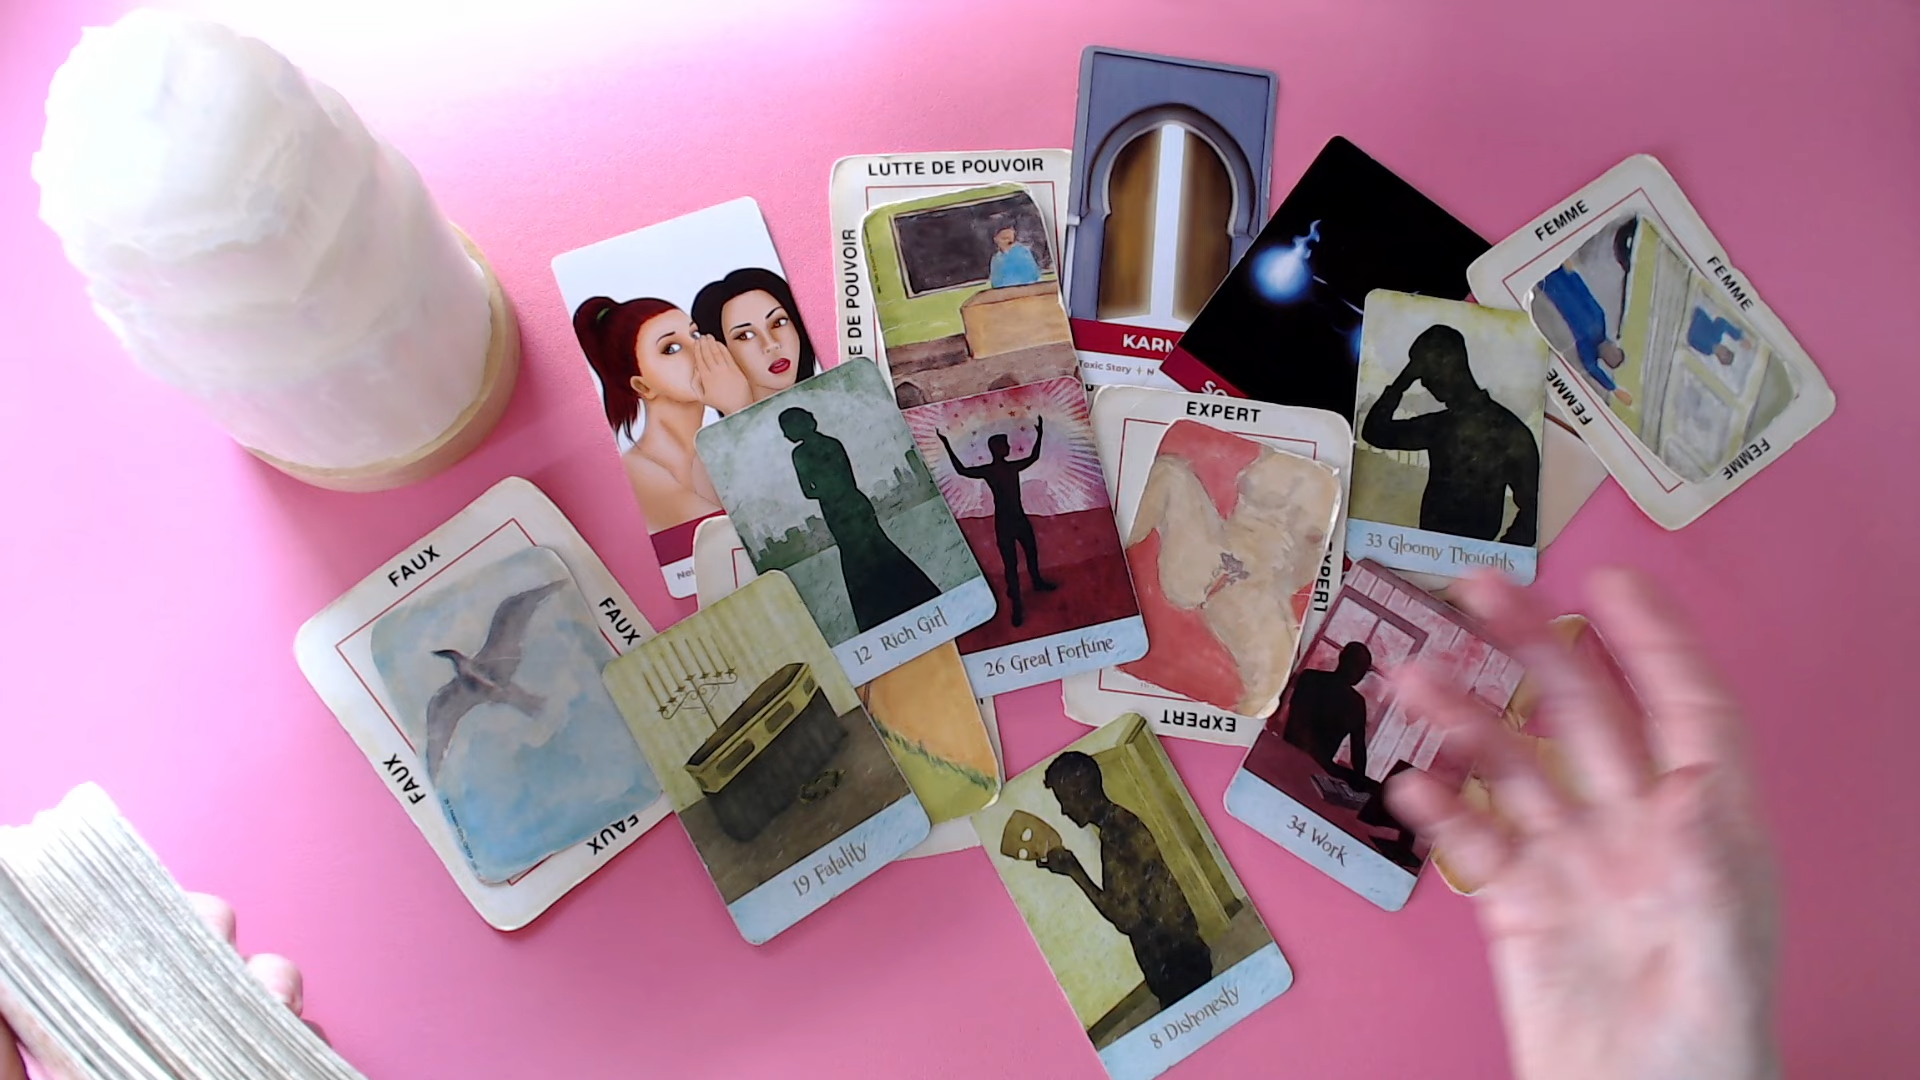 LUTTE DE POUVOIR
E DE POUVOIR
KARM
Toxic Story
FEMME
FEMME
FEMME
FEMME
EXPERT
EXPERT
EXPERT
33 Gloomy Thoughts
12 Rich Girl
26 Great Fortune
FAUX
FAUX
FAUX
FAUX
19 Fatality
34 Work
8 Dishonesty